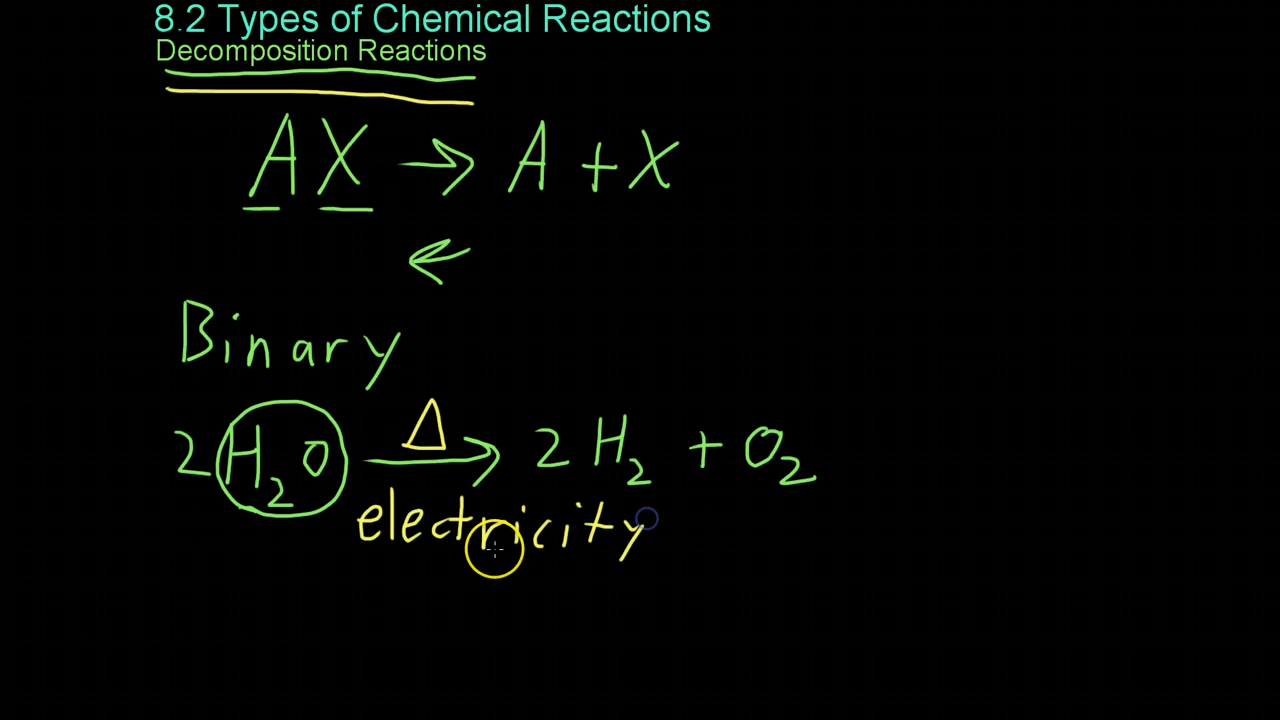 8.2 Types of Chemical Reactions
Decomposition Reactions
AX → A + X
←
Binary
Δ
2H₂O → 2H₂ + O₂
electricity